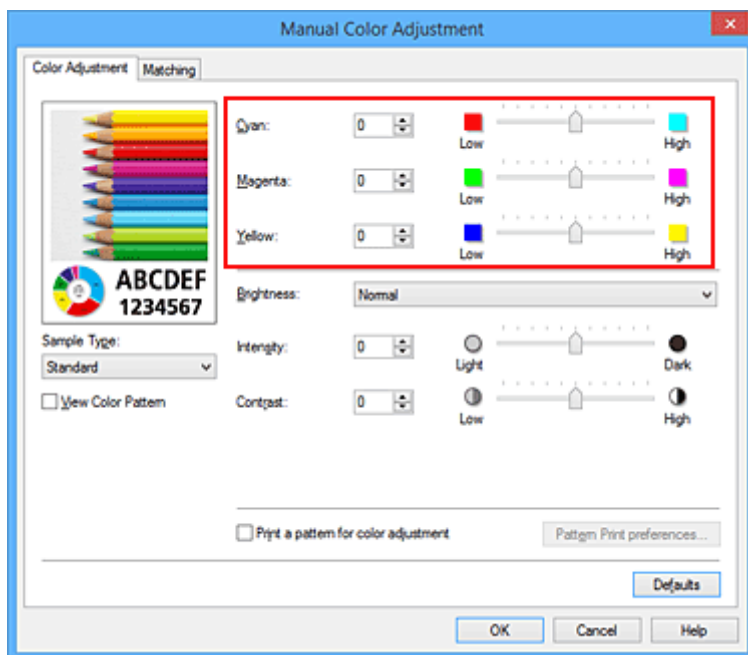 Manual Color Adjustment
Color Adjustment Matching
Cyan: 0 Low High
Magenta: 0 Low High
Yellow: 0 Low High
ABCDEF
1234567
Brightness: Normal
Sample Type:
Standard
Intensity: 0 Light Dark
View Color Pattern
Contrast: 0 Low High
Print a pattern for color adjustment Pattern Print preferences...
Defaults
OK Cancel Help